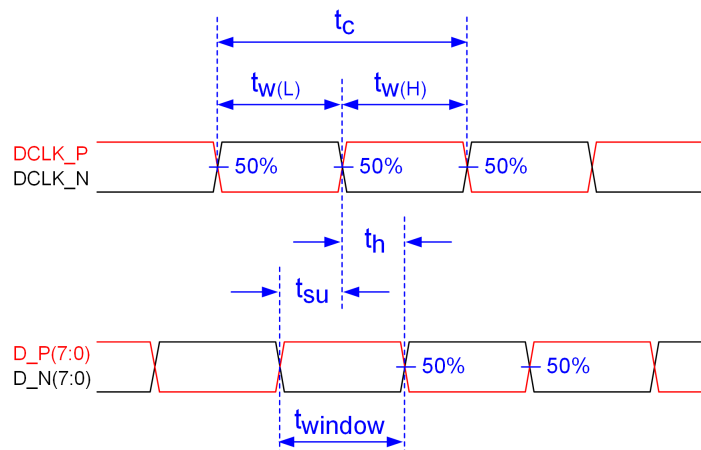 tc
tw(L) tw(H)
DCLK_P
DCLK_N
50% 50% 50%
th
tsu
D_P(7:0)
D_N(7:0)
50% 50%
twindow